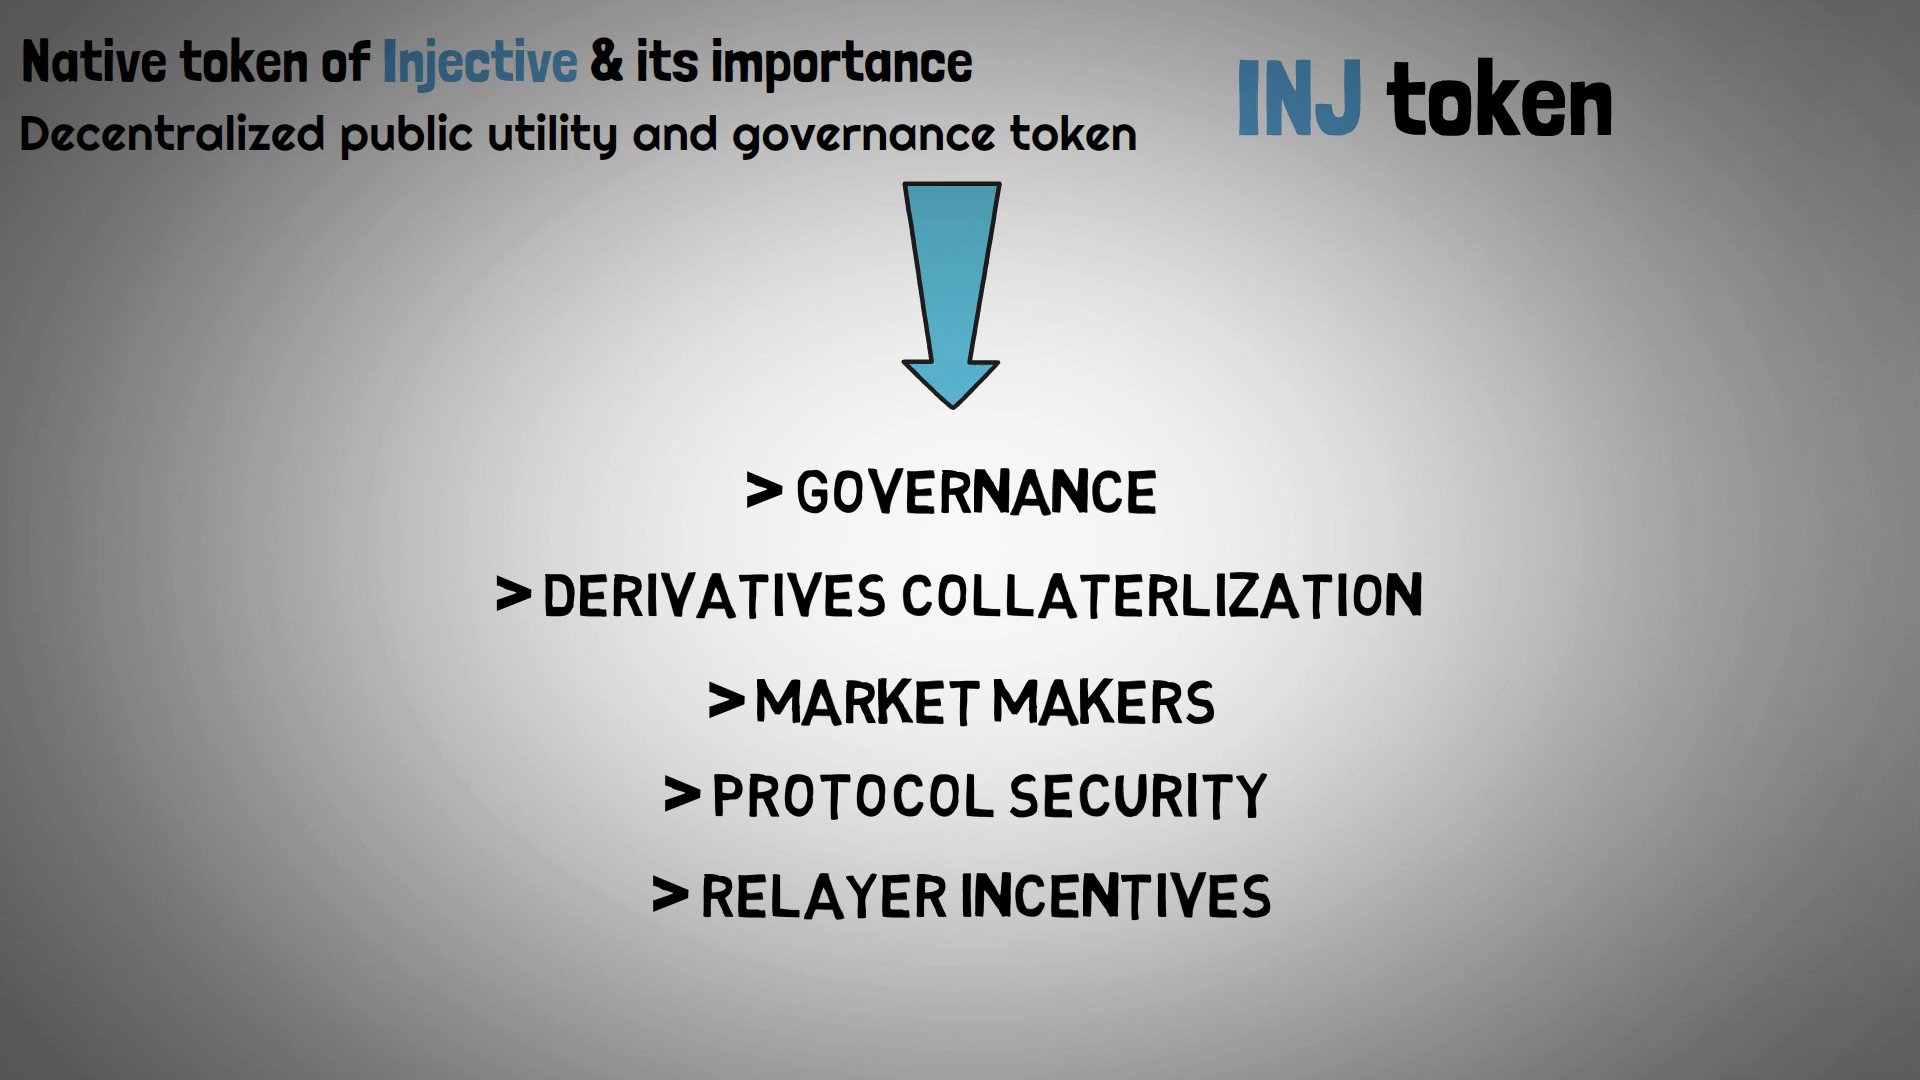 Native token of Injective & its importance
Decentralized public utility and governance token
INJ token
> GOVERNANCE
> DERIVATIVES COLLATERLIZATION
> MARKET MAKERS
> PROTOCOL SECURITY
> RELAYER INCENTIVES